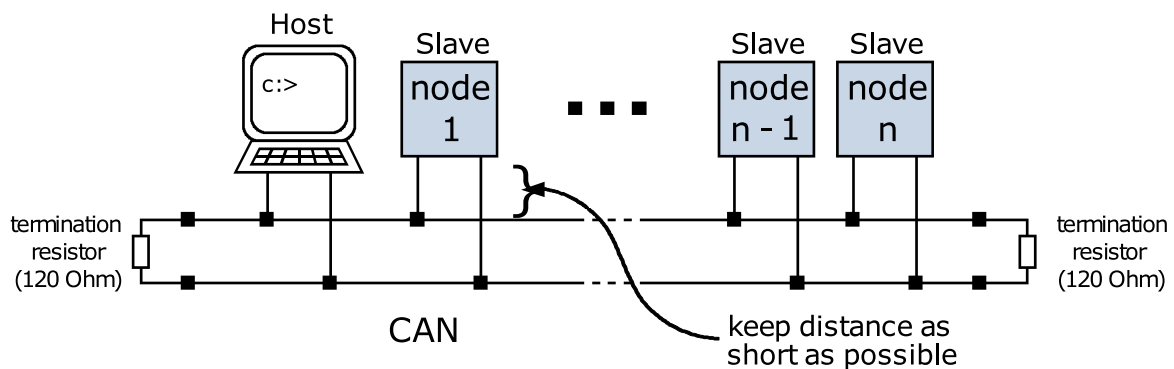 Host
c:>
Slave
node
1
Slave
node
n - 1
Slave
node
n
termination
resistor
(120 Ohm)
termination
resistor
(120 Ohm)
CAN
keep distance as
short as possible